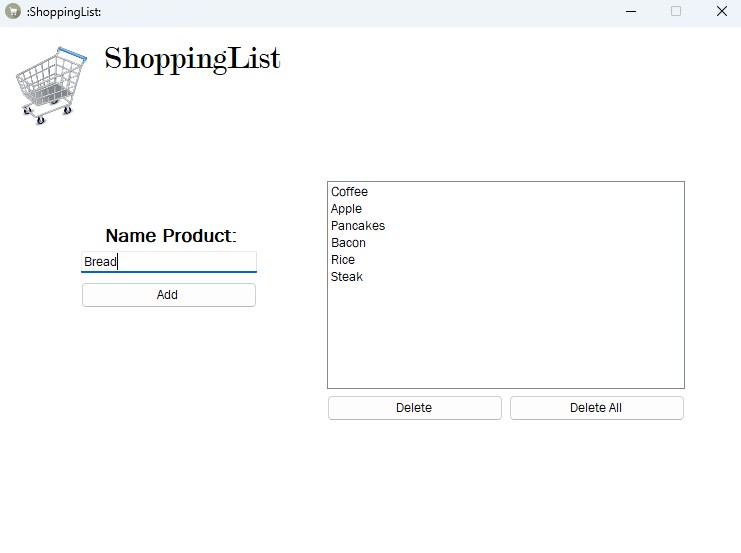 :ShoppingList:
ShoppingList
Name Product:
Bread
Add
Coffee
Apple
Pancakes
Bacon
Rice
Steak
Delete
Delete All